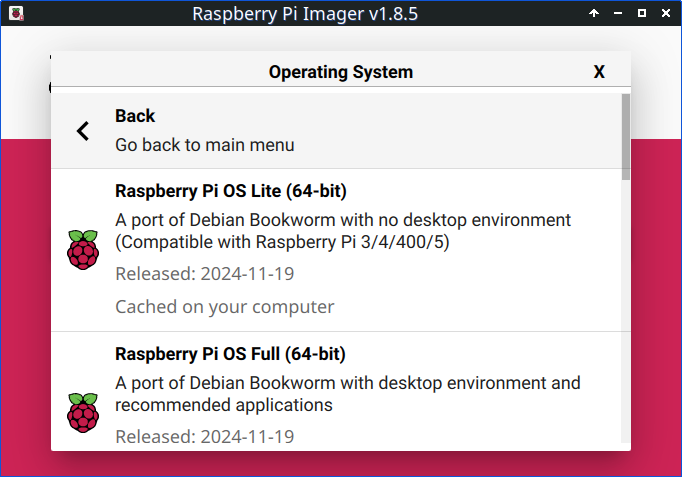 Raspberry Pi Imager v1.8.5
Operating System
X
Back
Go back to main menu
Raspberry Pi OS Lite (64-bit)
A port of Debian Bookworm with no desktop environment
(Compatible with Raspberry Pi 3/4/400/5)
Released: 2024-11-19
Cached on your computer
Raspberry Pi OS Full (64-bit)
A port of Debian Bookworm with desktop environment and
recommended applications
Released: 2024-11-19